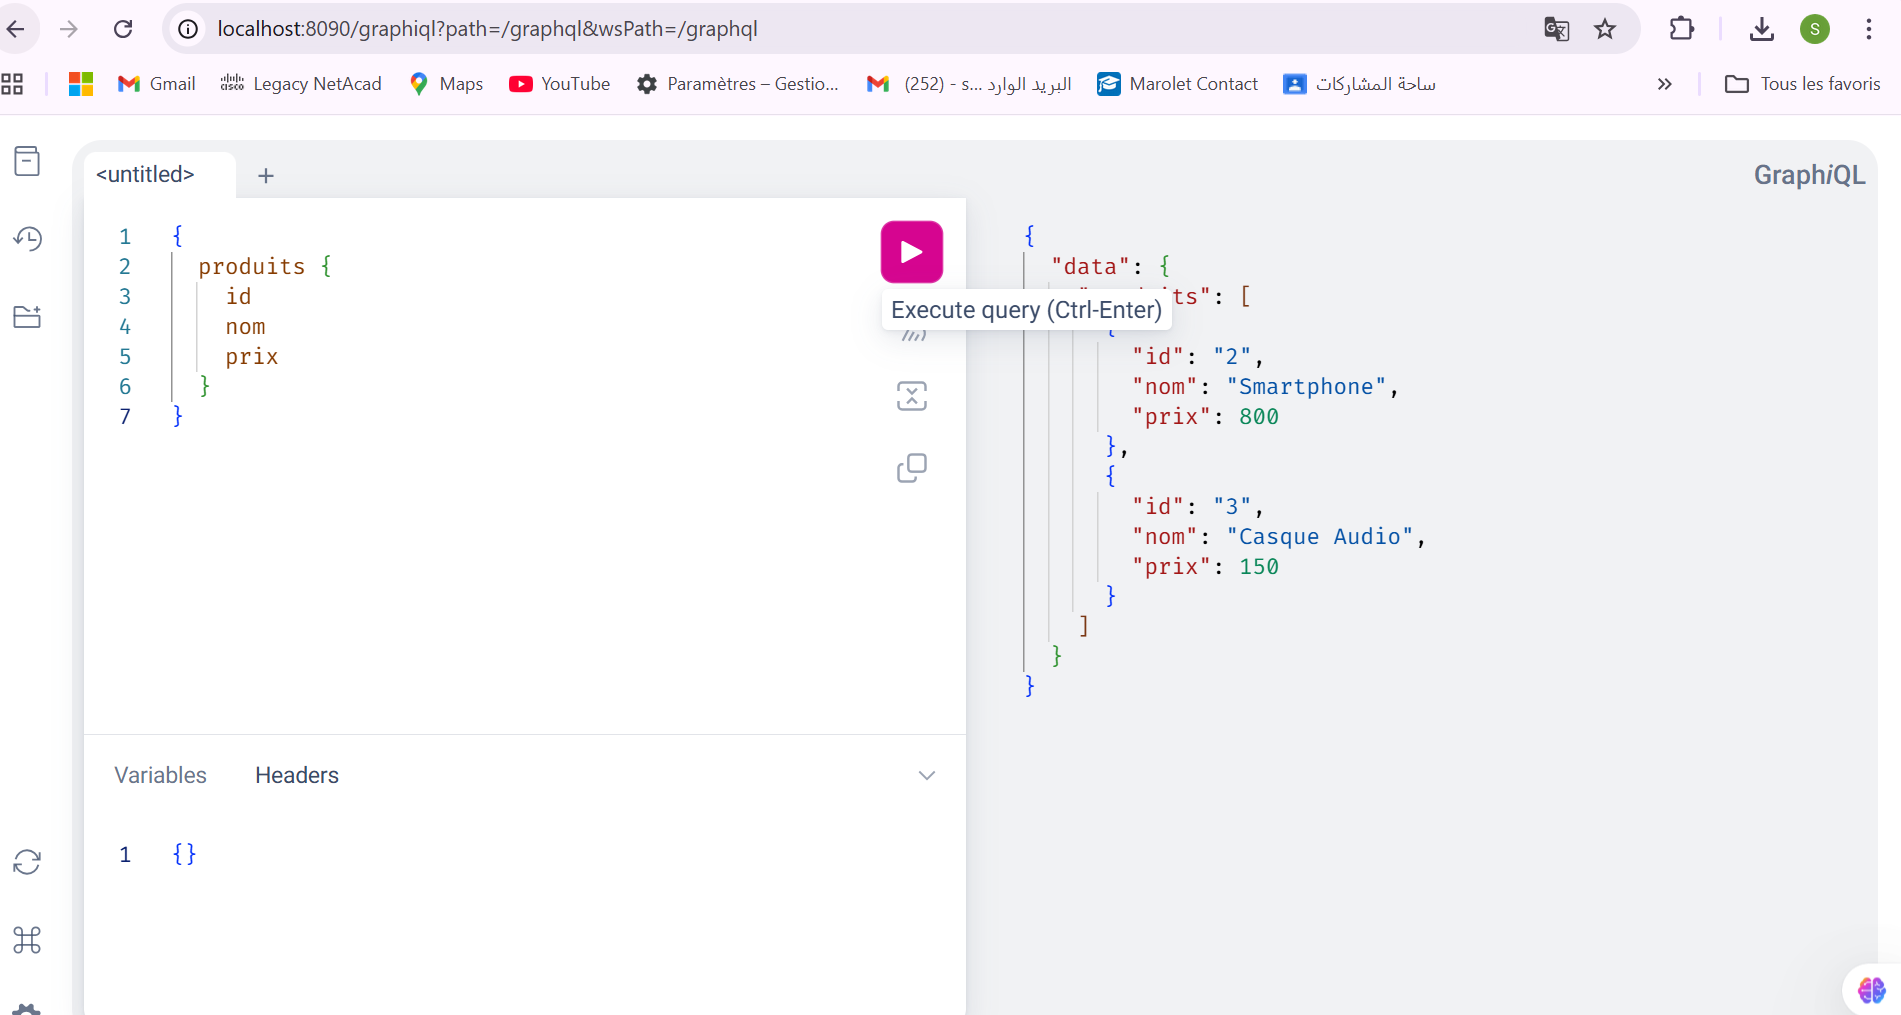 localhost:8090/graphiql?path=/graphql&wsPath=/graphql
S
Gmail
cisco Legacy NetAcad
Maps
YouTube
Paramètres – Gestio...
(252) - s... البريد الوارد
Marolet Contact
ساحة المشاركات
»
Tous les favoris
<untitled>
+
GraphiQL
1 {
2 produits {
3 id
4 nom
5 prix
6 }
7 }
Execute query (Ctrl-Enter)
{
"data": {
ts": [
{
"id": "2",
"nom": "Smartphone",
"prix": 800
},
{
"id": "3",
"nom": "Casque Audio",
"prix": 150
}
]
}
}
Variables
Headers
1 {}